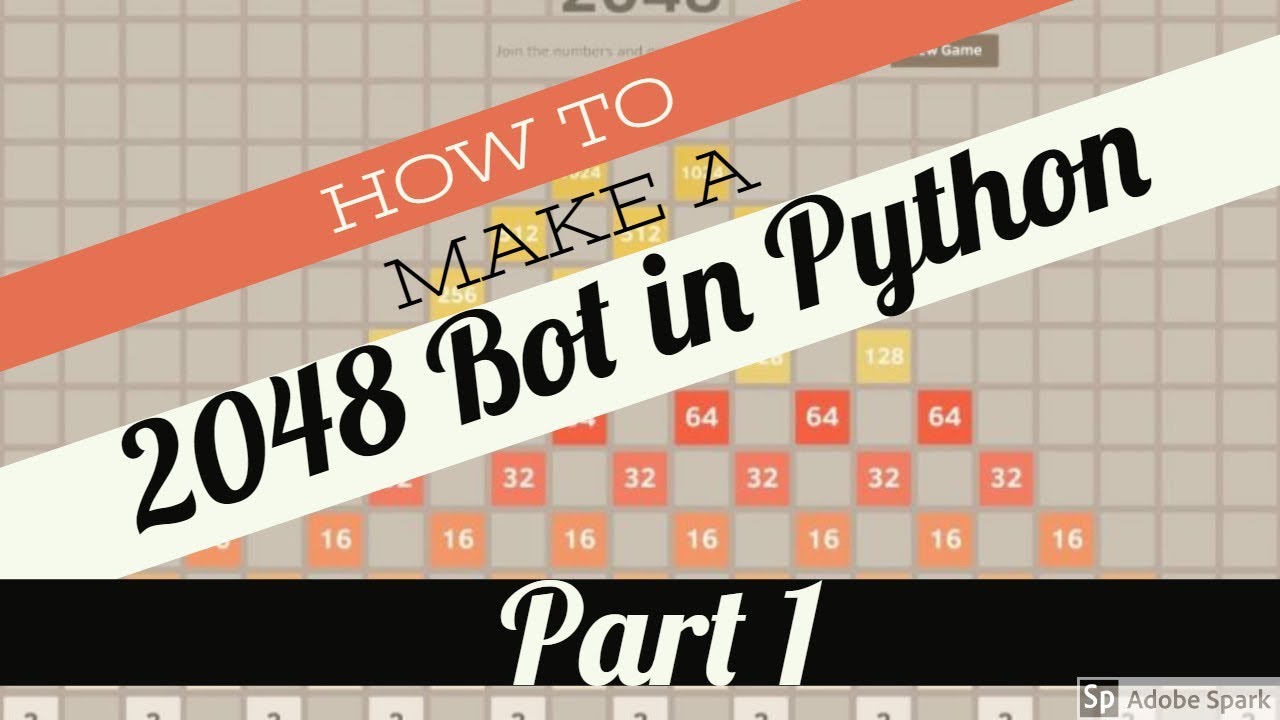 2048
Join the numbers and
New Game
HOW TO
MAKE A
2048 Bot in Python
1024 1024
512 512
256
128
64 64 64
32 32 32 32 32
16 16 16 16 16 16 16
Part 1
Sp Adobe Spark